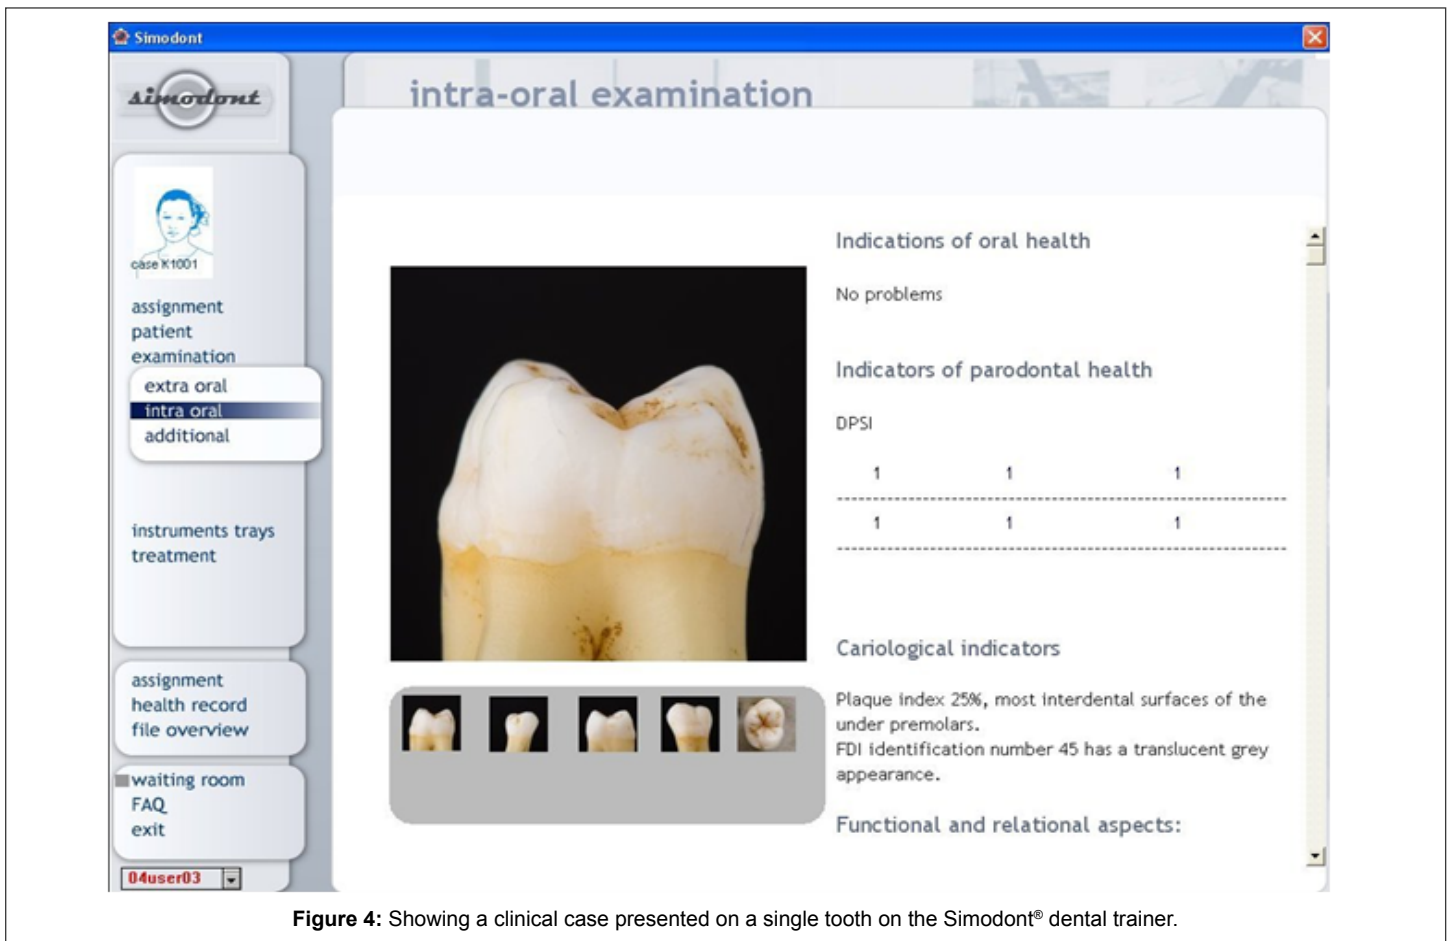 Simodont
simodont
intra-oral examination
case K1001
assignment
patient
examination
extra oral
intra oral
additional
instruments trays
treatment
assignment
health record
file overview
waiting room
FAQ
exit
04user03
Indications of oral health
No problems
Indicators of parodontal health
DPSI
1 1 1
1 1 1
Cariological indicators
Plaque index 25%, most interdental surfaces of the
under premolars.
FDI identification number 45 has a translucent grey
appearance.
Functional and relational aspects:
Figure 4: Showing a clinical case presented on a single tooth on the Simodont® dental trainer.